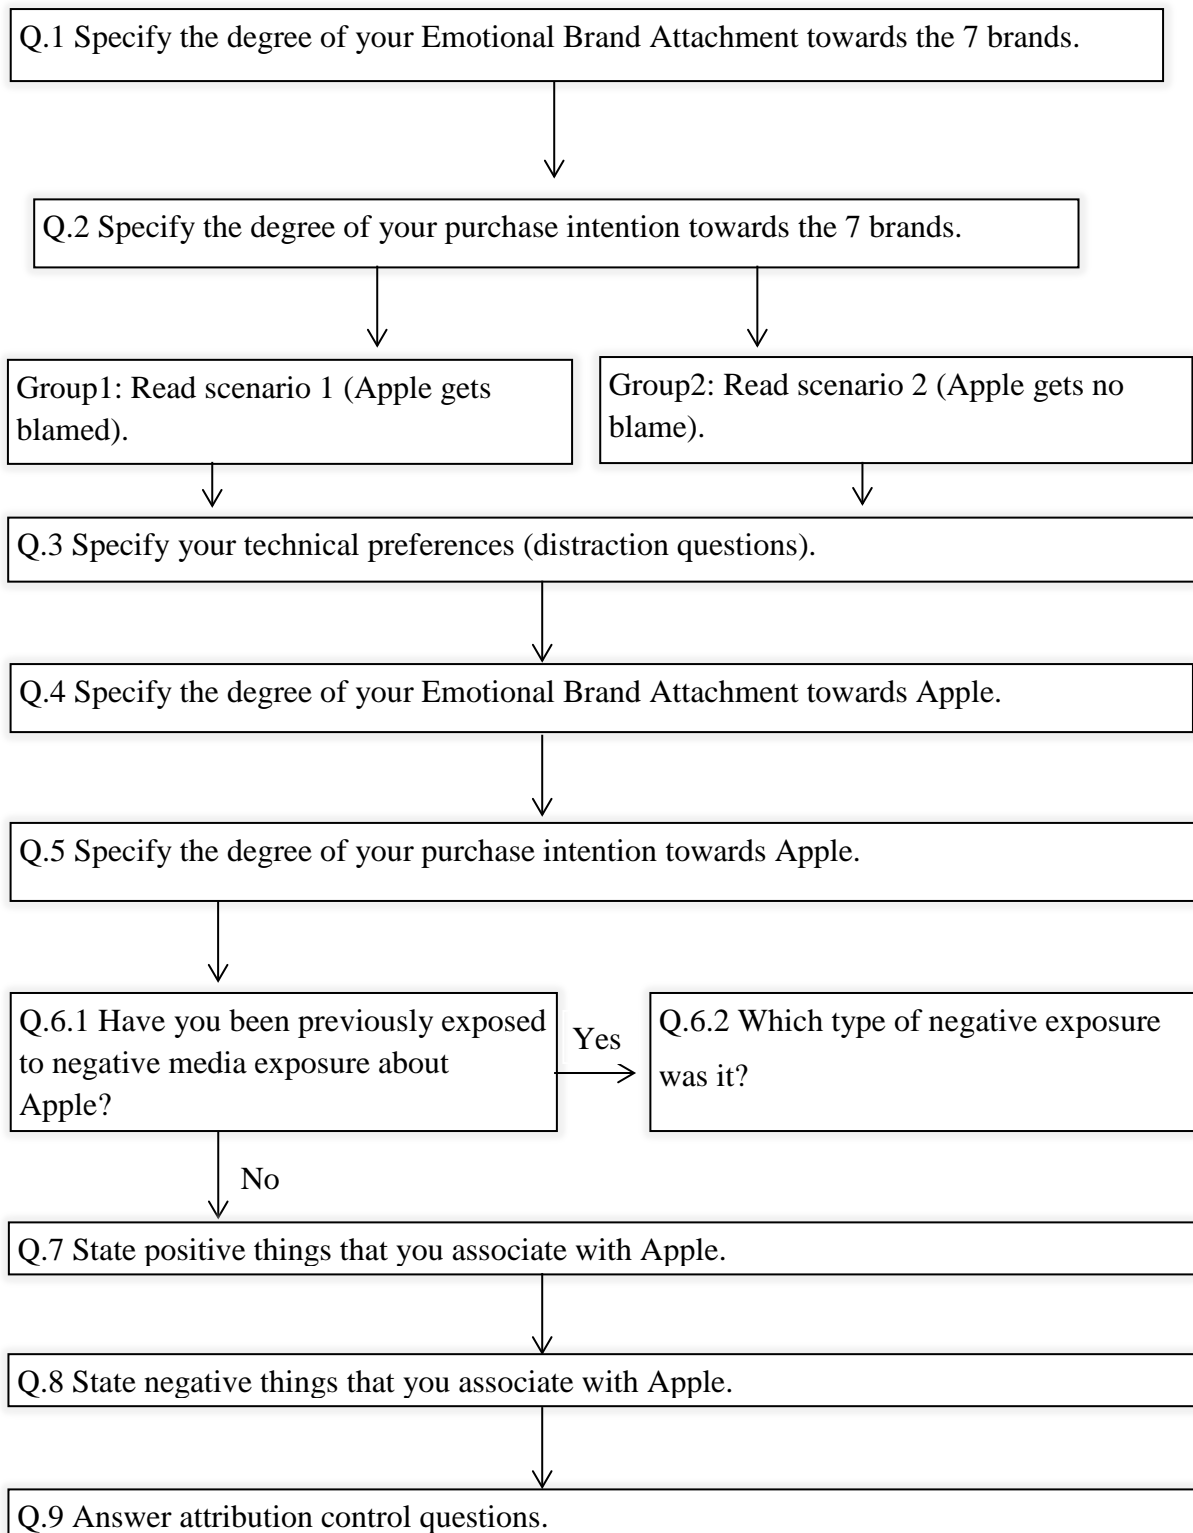 Q.1 Specify the degree of your Emotional Brand Attachment towards the 7 brands.
Q.2 Specify the degree of your purchase intention towards the 7 brands.
Group1: Read scenario 1 (Apple gets
blamed).
Group2: Read scenario 2 (Apple gets no
blame).
Q.3 Specify your technical preferences (distraction questions).
Q.4 Specify the degree of your Emotional Brand Attachment towards Apple.
Q.5 Specify the degree of your purchase intention towards Apple.
Q.6.1 Have you been previously exposed
to negative media exposure about
Apple?
Yes
Q.6.2 Which type of negative exposure
was it?
No
Q.7 State positive things that you associate with Apple.
Q.8 State negative things that you associate with Apple.
Q.9 Answer attribution control questions.